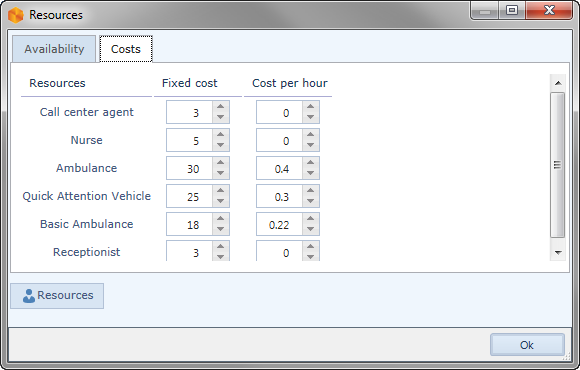 Resources
Availability Costs
Resources Fixed cost Cost per hour
Call center agent 3 0
Nurse 5 0
Ambulance 30 0.4
Quick Attention Vehicle 25 0.3
Basic Ambulance 18 0.22
Receptionist 3 0
Resources
Ok